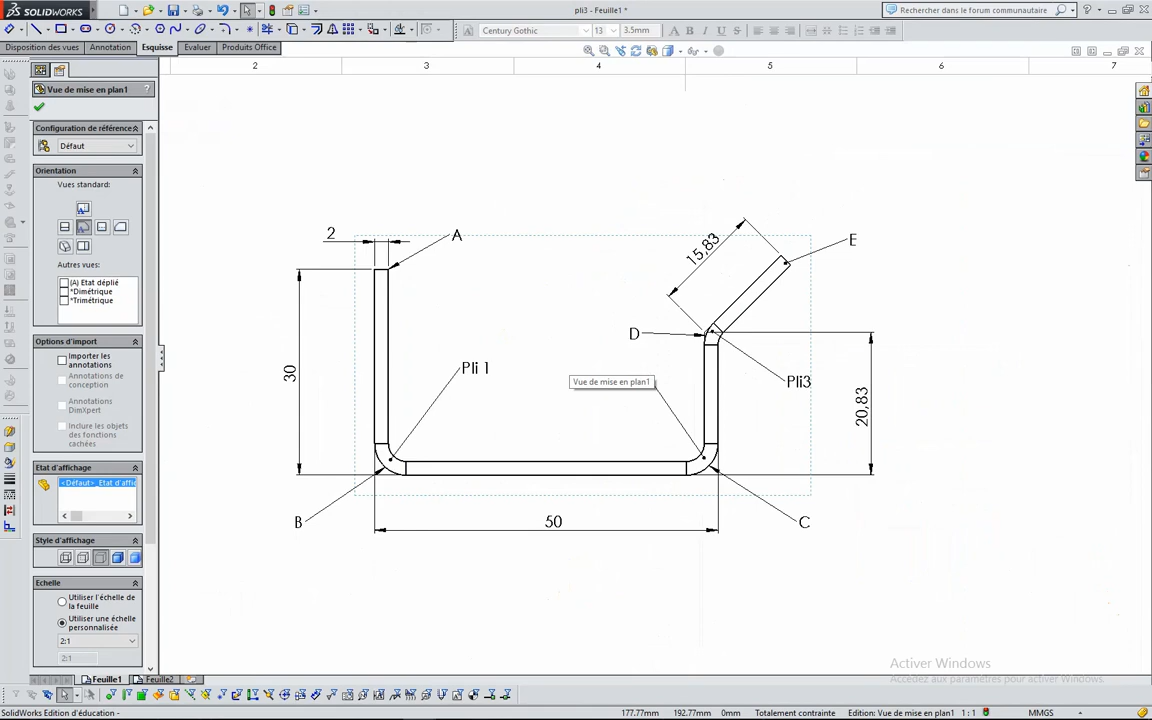 SOLIDWORKS
pli3 - Feuille1 *
Rechercher dans le forum communautaire
Century Gothic
13
3.5mm
Disposition des vues
Annotation
Esquisse
Evaluer
Produits Office
2
3
4
5
6
7
Vue de mise en plan1
?
Configuration de référence
Défaut
Orientation
Vues standard:
Autres vues:
(A) Etat déplié
*Dimétrique
*Trimétrique
Options d'import
Importer les
annotations
Annotations de
conception
Annotations
DimXpert
Inclure les objets
des fonctions
cachées
Etat d'affichage
<Défaut>_Etat d'affi
Style d'affichage
Echelle
Utiliser l'échelle de
la feuille
Utiliser une échelle
personnalisée
2:1
2:1
2
A
15,83
E
D
30
Pli 1
Vue de mise en plan1
Pli3
20,83
B
50
C
Activer Windows
Accédez aux paramètres pour activer Windows.
Feuille1
Feuille2
SolidWorks Edition d'éducation -
177.77mm
192.77mm
0mm
Totalement contrainte
Edition: Vue de mise en plan1
1 : 1
MMGS